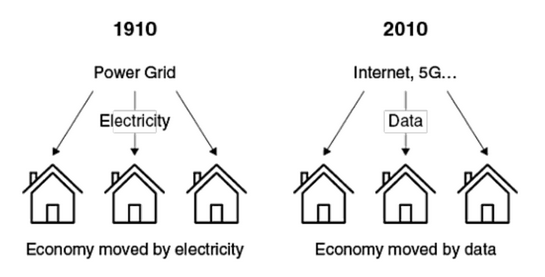 1910
Power Grid
Electricity
Economy moved by electricity
2010
Internet, 5G...
Data
Economy moved by data